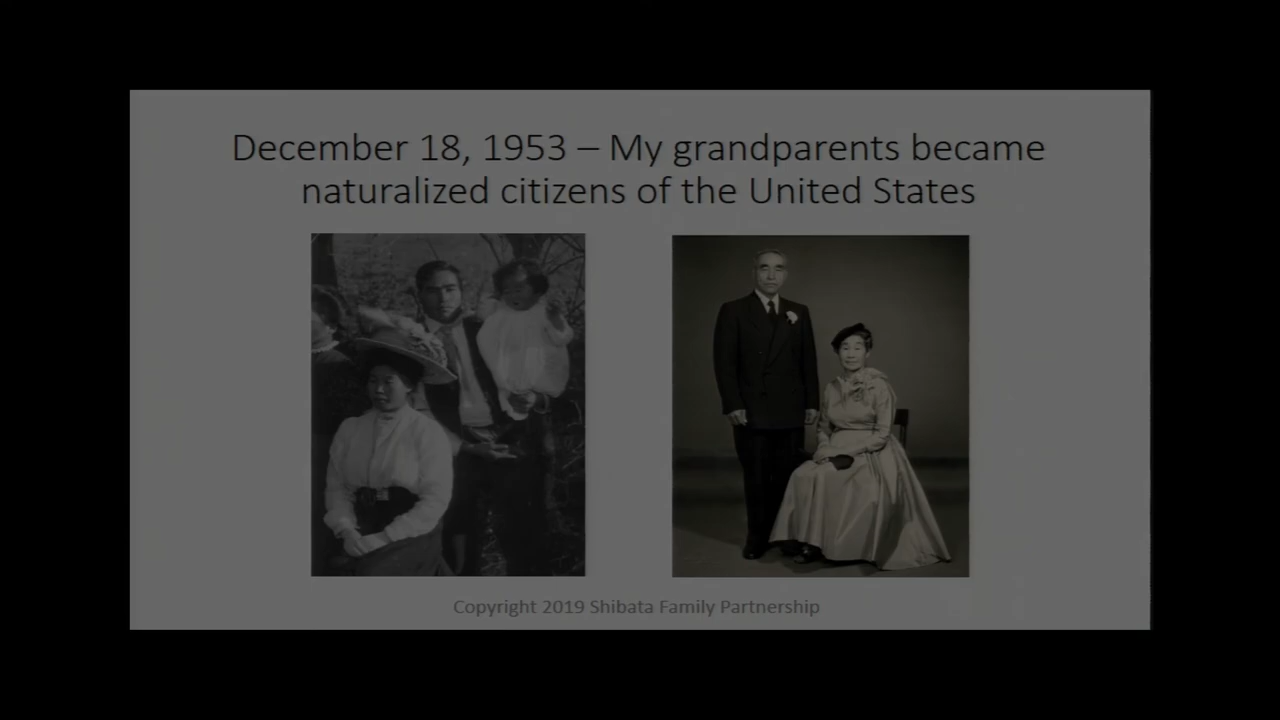 December 18, 1953 – My grandparents became
naturalized citizens of the United States
Copyright 2019 Shibata Family Partnership